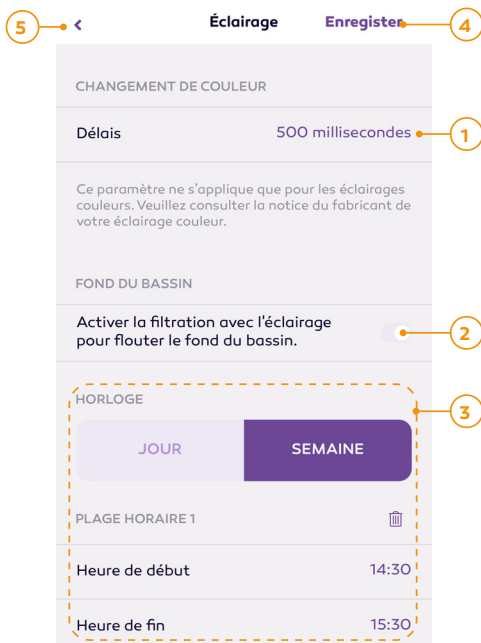 5
<
Éclairage
Enregister
4
CHANGEMENT DE COULEUR
Délais
500 millisecondes
1
Ce paramètre ne s'applique que pour les éclairages
couleurs. Veuillez consulter la notice du fabricant de
votre éclairage couleur.
FOND DU BASSIN
Activer la filtration avec l'éclairage
pour flouter le fond du bassin.
2
HORLOGE
3
JOUR
SEMAINE
PLAGE HORAIRE 1
Heure de début
14:30
Heure de fin
15:30